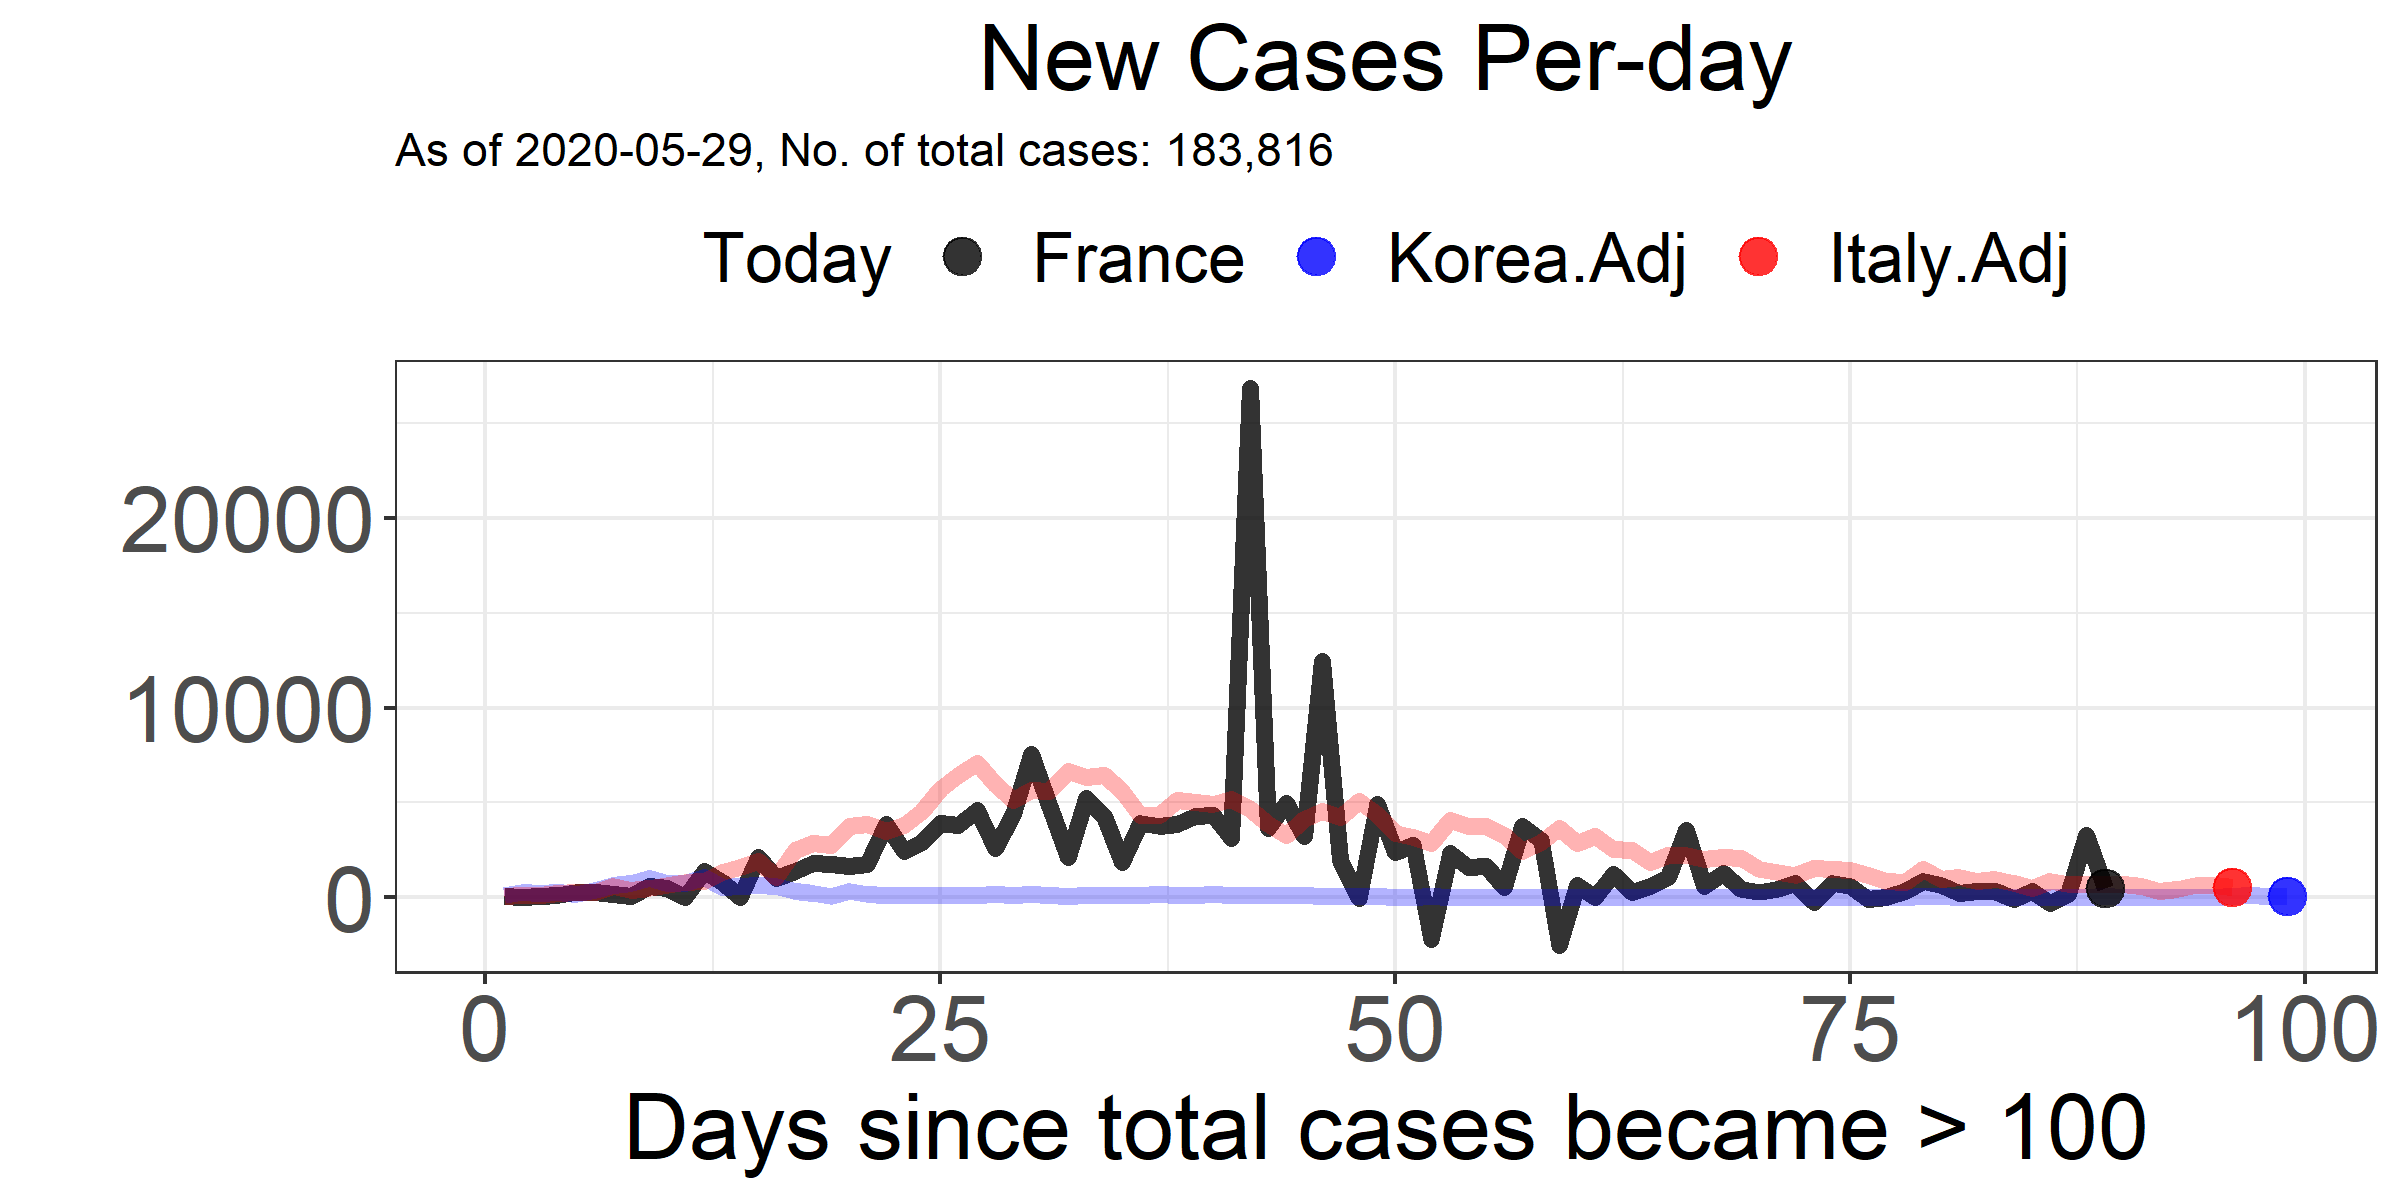 New Cases Per-day
As of 2020-05-29, No. of total cases: 183,816
Today France Korea.Adj Italy.Adj
20000
10000
0
0 25 50 75 100
Days since total cases became > 100